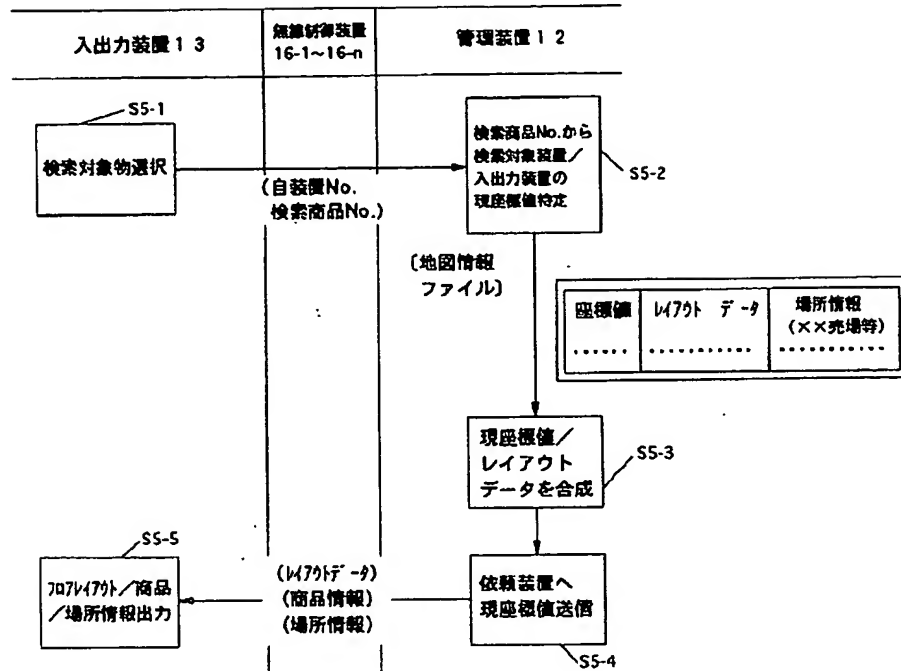 入出力装置13
無線制御装置
16-1~16-n
管理装置12
S5-1
検索対象物選択
(自装置No.
検索商品No.)
検索商品No.から
検索対象装置/
入出力装置の
現座標値特定
S5-2
〔地図情報
ファイル〕
座標値
レイアウト データ
場所情報
(××売場等)
......
...........
...........
現座標値/
レイアウト
データを合成
S5-3
S5-5
フロアレイアウト/商品
/場所情報出力
(レイアウトデータ)
(商品情報)
(場所情報)
依頼装置へ
現座標値送信
S5-4